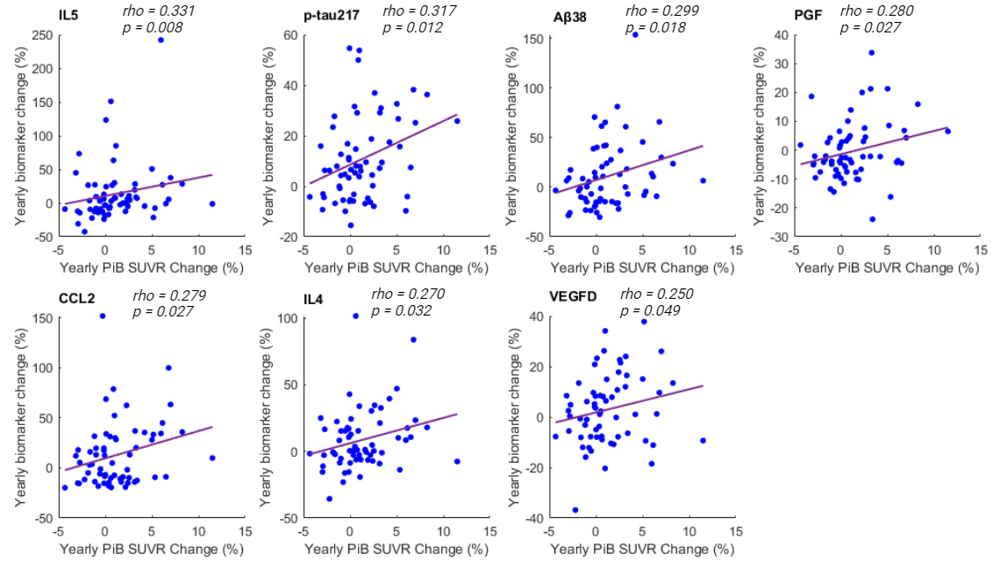 IL5
rho = 0.331
p = 0.008
250
200
150
100
50
0
-50
-5
0
5
10
15
Yearly biomarker change (%)
Yearly PiB SUVR Change (%)
p-tau217
rho = 0.317
p = 0.012
60
40
20
0
-20
-5
0
5
10
15
Yearly biomarker change (%)
Yearly PiB SUVR Change (%)
Aβ38
rho = 0.299
p = 0.018
150
100
50
0
-50
-5
0
5
10
15
Yearly biomarker change (%)
Yearly PiB SUVR Change (%)
PGF
rho = 0.280
p = 0.027
40
30
20
10
0
-10
-20
-30
-5
0
5
10
15
Yearly biomarker change (%)
Yearly PiB SUVR Change (%)
CCL2
rho = 0.279
p = 0.027
150
100
50
0
-50
-5
0
5
10
15
Yearly biomarker change (%)
Yearly PiB SUVR Change (%)
IL4
rho = 0.270
p = 0.032
100
50
0
-50
-5
0
5
10
15
Yearly biomarker change (%)
Yearly PiB SUVR Change (%)
VEGFD
rho = 0.250
p = 0.049
40
20
0
-20
-40
-5
0
5
10
15
Yearly biomarker change (%)
Yearly PiB SUVR Change (%)